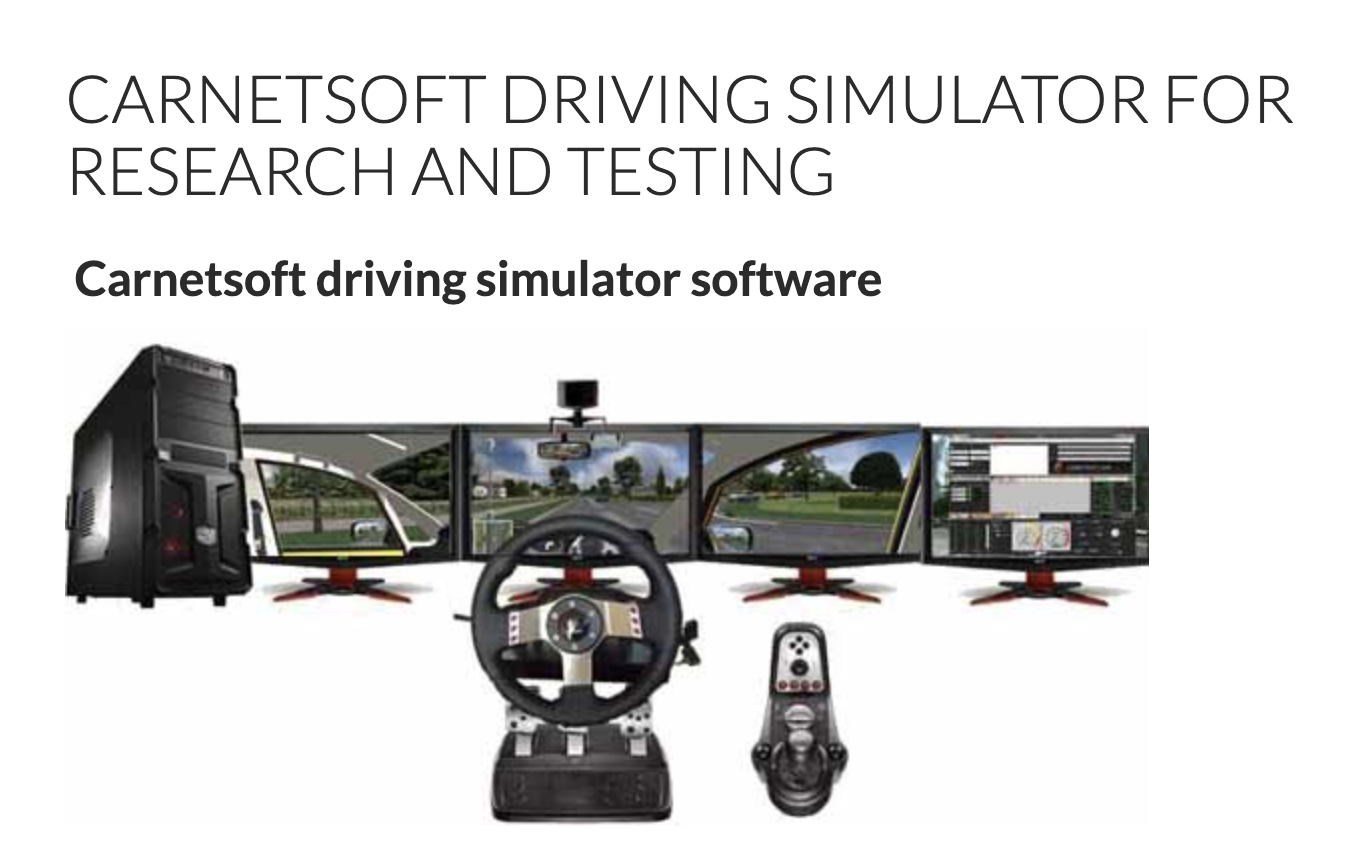 CARNETSOFT DRIVING SIMULATOR FOR
RESEARCH AND TESTING
Carnetsoft driving simulator software